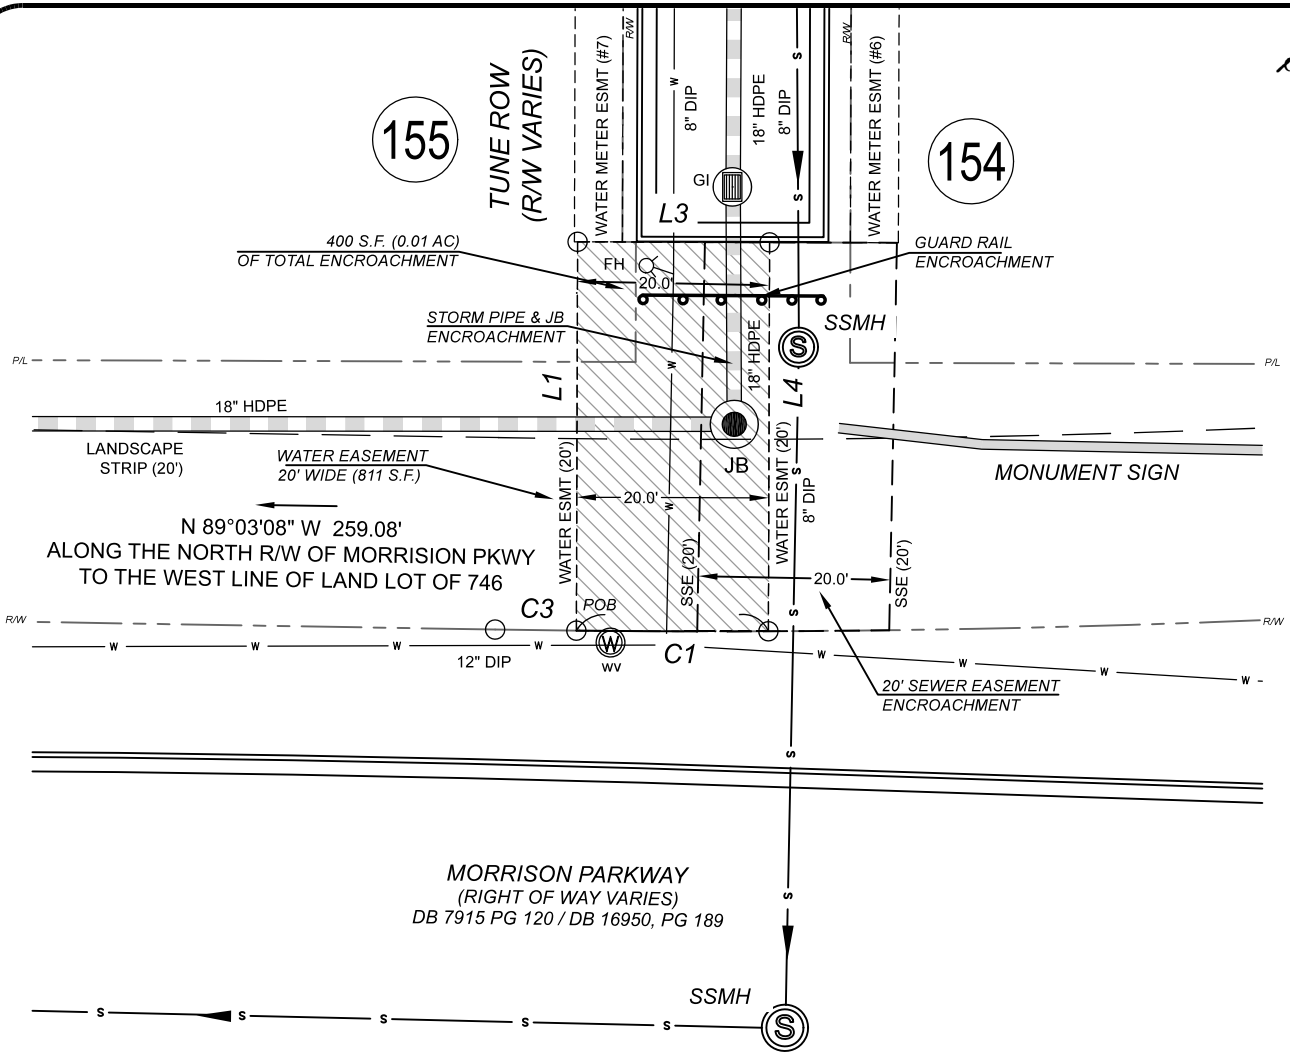 R/W
R/W
TUNE ROW
(R/W VARIES)
WATER METER ESMT (#7)
WATER METER ESMT (#6)
W
8" DIP
18" HDPE
8" DIP
S
S
155
154
GI
L3
400 S.F. (0.01 AC)
OF TOTAL ENCROACHMENT
GUARD RAIL
ENCROACHMENT
FH
20.0'
STORM PIPE & JB
ENCROACHMENT
SSMH
S
18" HDPE
P/L
P/L
W
L1
L4
18" HDPE
LANDSCAPE
STRIP (20')
WATER EASEMENT
20' WIDE (811 S.F.)
JB
MONUMENT SIGN
WATER ESMT (20')
WATER ESMT (20')
S
8" DIP
20.0'
W
N 89°03'08" W 259.08'
ALONG THE NORTH R/W OF MORRISION PKWY
TO THE WEST LINE OF LAND LOT OF 746
SSE (20')
20.0'
SSE (20')
C3
POB
S
R/W
R/W
W
W
W
W
W
WV
12" DIP
C1
W
W
W
W
20' SEWER EASEMENT
ENCROACHMENT
S
MORRISON PARKWAY
(RIGHT OF WAY VARIES)
DB 7915 PG 120 / DB 16950, PG 189
S
SSMH
S
S
S
S
S
S